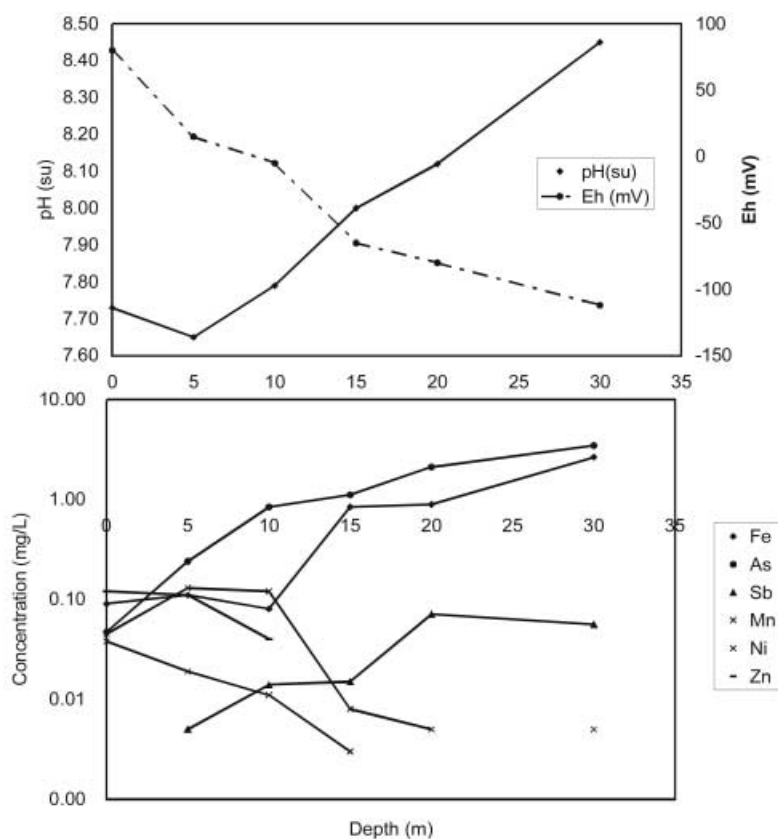 8.50
8.40
8.30
8.20
8.10
8.00
7.90
7.80
7.70
7.60
pH (su)
100
50
0
-50
-100
-150
Eh (mV)
pH(su)
Eh (mV)
0 5 10 15 20 25 30 35
10.00
1.00
0.10
0.01
0.00
Concentration (mg/L)
0 5 10 15 20 25 30 35
Fe
As
Sb
Mn
Ni
Zn
Depth (m)